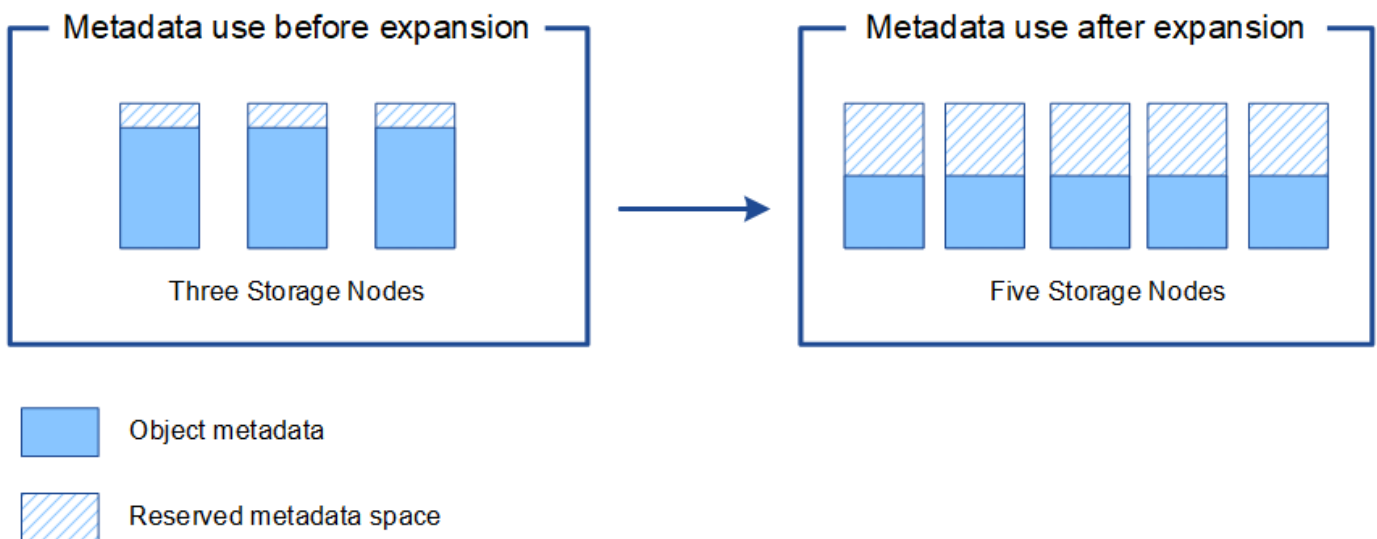 Metadata use before expansion
Metadata use after expansion
Three Storage Nodes
Five Storage Nodes
Object metadata
Reserved metadata space